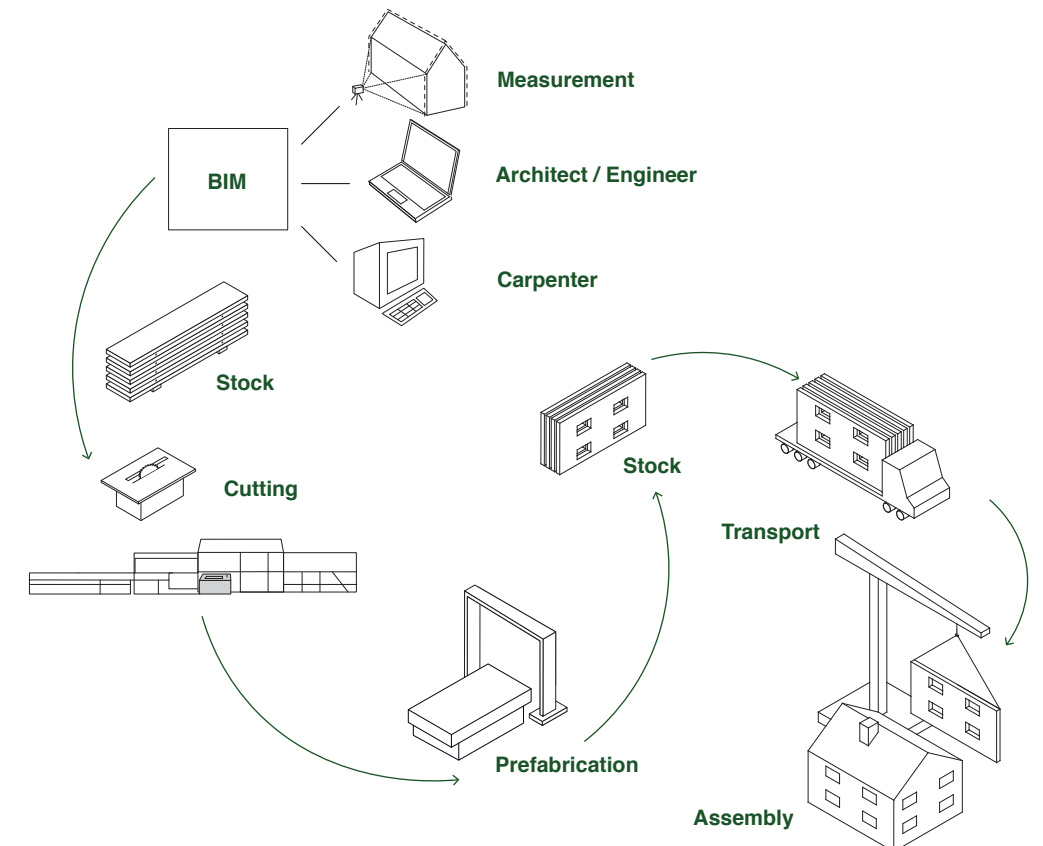 Measurement
BIM
Architect / Engineer
Carpenter
Stock
Cutting
Stock
Transport
Prefabrication
Assembly